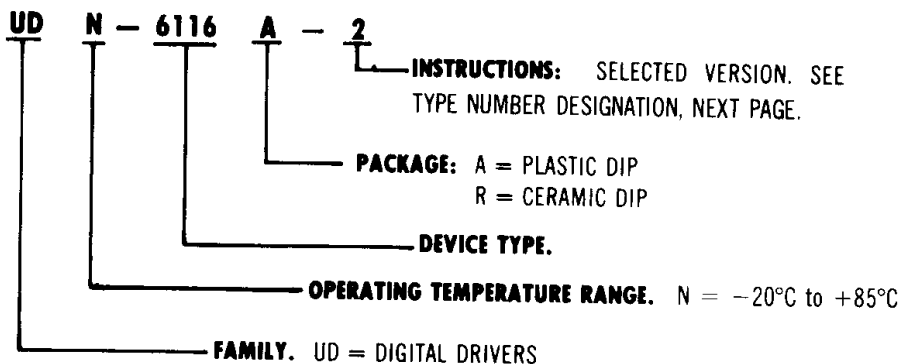 UD N – 6116 A - 2
INSTRUCTIONS: SELECTED VERSION. SEE
TYPE NUMBER DESIGNATION, NEXT PAGE.
PACKAGE: A = PLASTIC DIP
R = CERAMIC DIP
DEVICE TYPE.
OPERATING TEMPERATURE RANGE. N = −20°C to +85°C
FAMILY. UD = DIGITAL DRIVERS